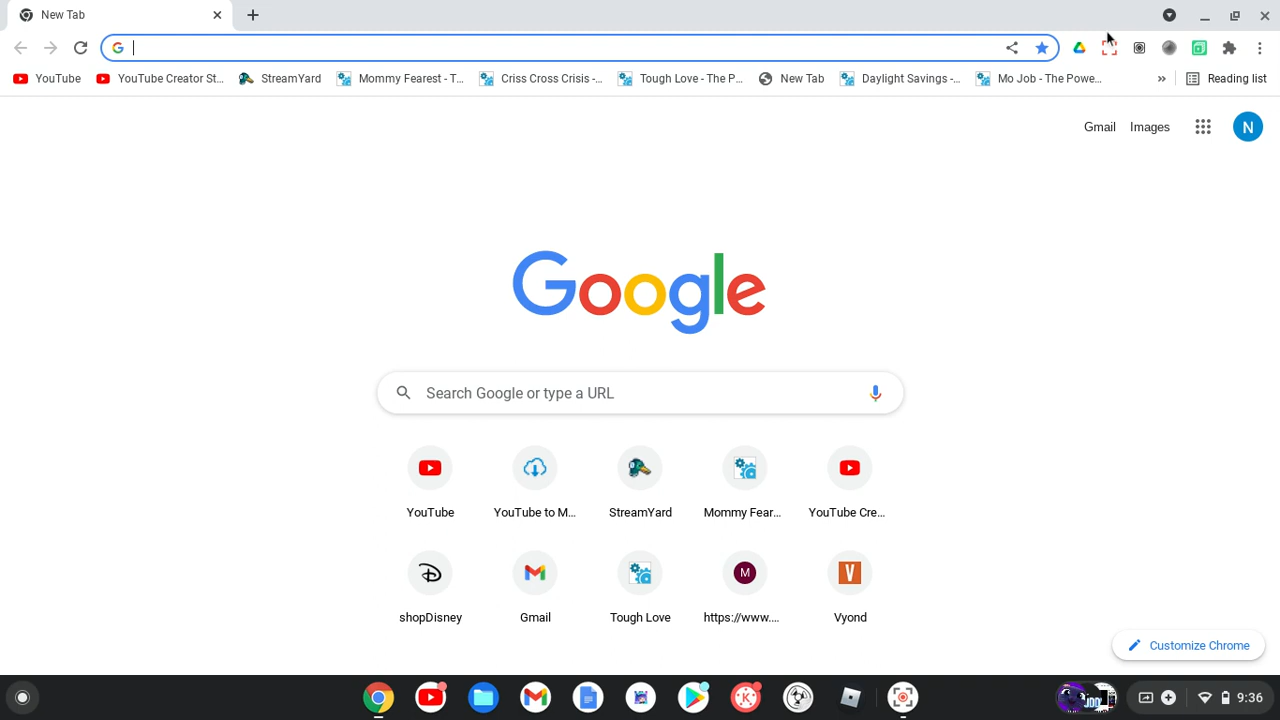 New Tab
YouTube YouTube Creator St... StreamYard Mommy Fearest - T... Criss Cross Crisis -... Tough Love - The P... New Tab Daylight Savings -... Mo Job - The Powe... » Reading list
Gmail Images N
Google
Search Google or type a URL
YouTube YouTube to M... StreamYard Mommy Fear... YouTube Cre...
M V
shopDisney Gmail Tough Love https://www.... Vyond
Customize Chrome
9:36